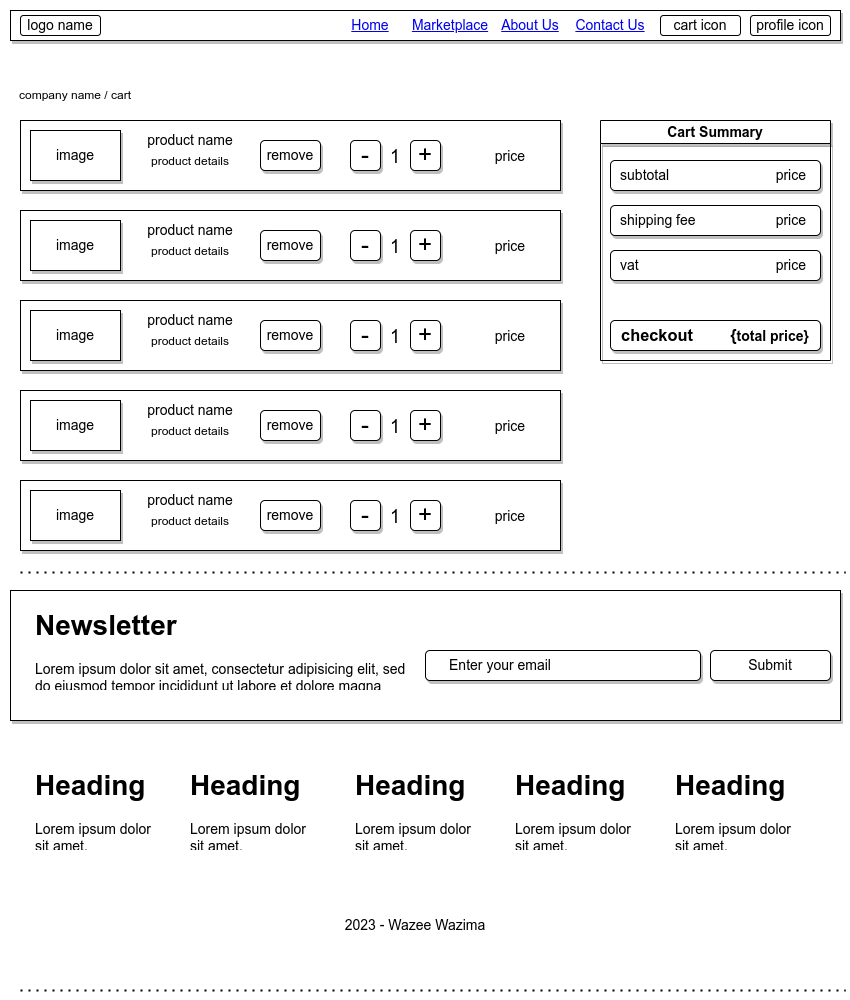 logo name Home Marketplace About Us Contact Us cart icon profile icon
company name / cart
image product name remove - 1 + price
product details
image product name remove - 1 + price
product details
image product name remove - 1 + price
product details
image product name remove - 1 + price
product details
image product name remove - 1 + price
product details
Cart Summary
subtotal price
shipping fee price
vat price
checkout {total price}
Newsletter
Lorem ipsum dolor sit amet, consectetur adipisicing elit, sed
do eiusmod tempor incididunt ut labore et dolore magna
Enter your email Submit
Heading Heading Heading Heading Heading
Lorem ipsum dolor Lorem ipsum dolor Lorem ipsum dolor Lorem ipsum dolor Lorem ipsum dolor
sit amet. sit amet. sit amet. sit amet. sit amet.
2023 - Wazee Wazima